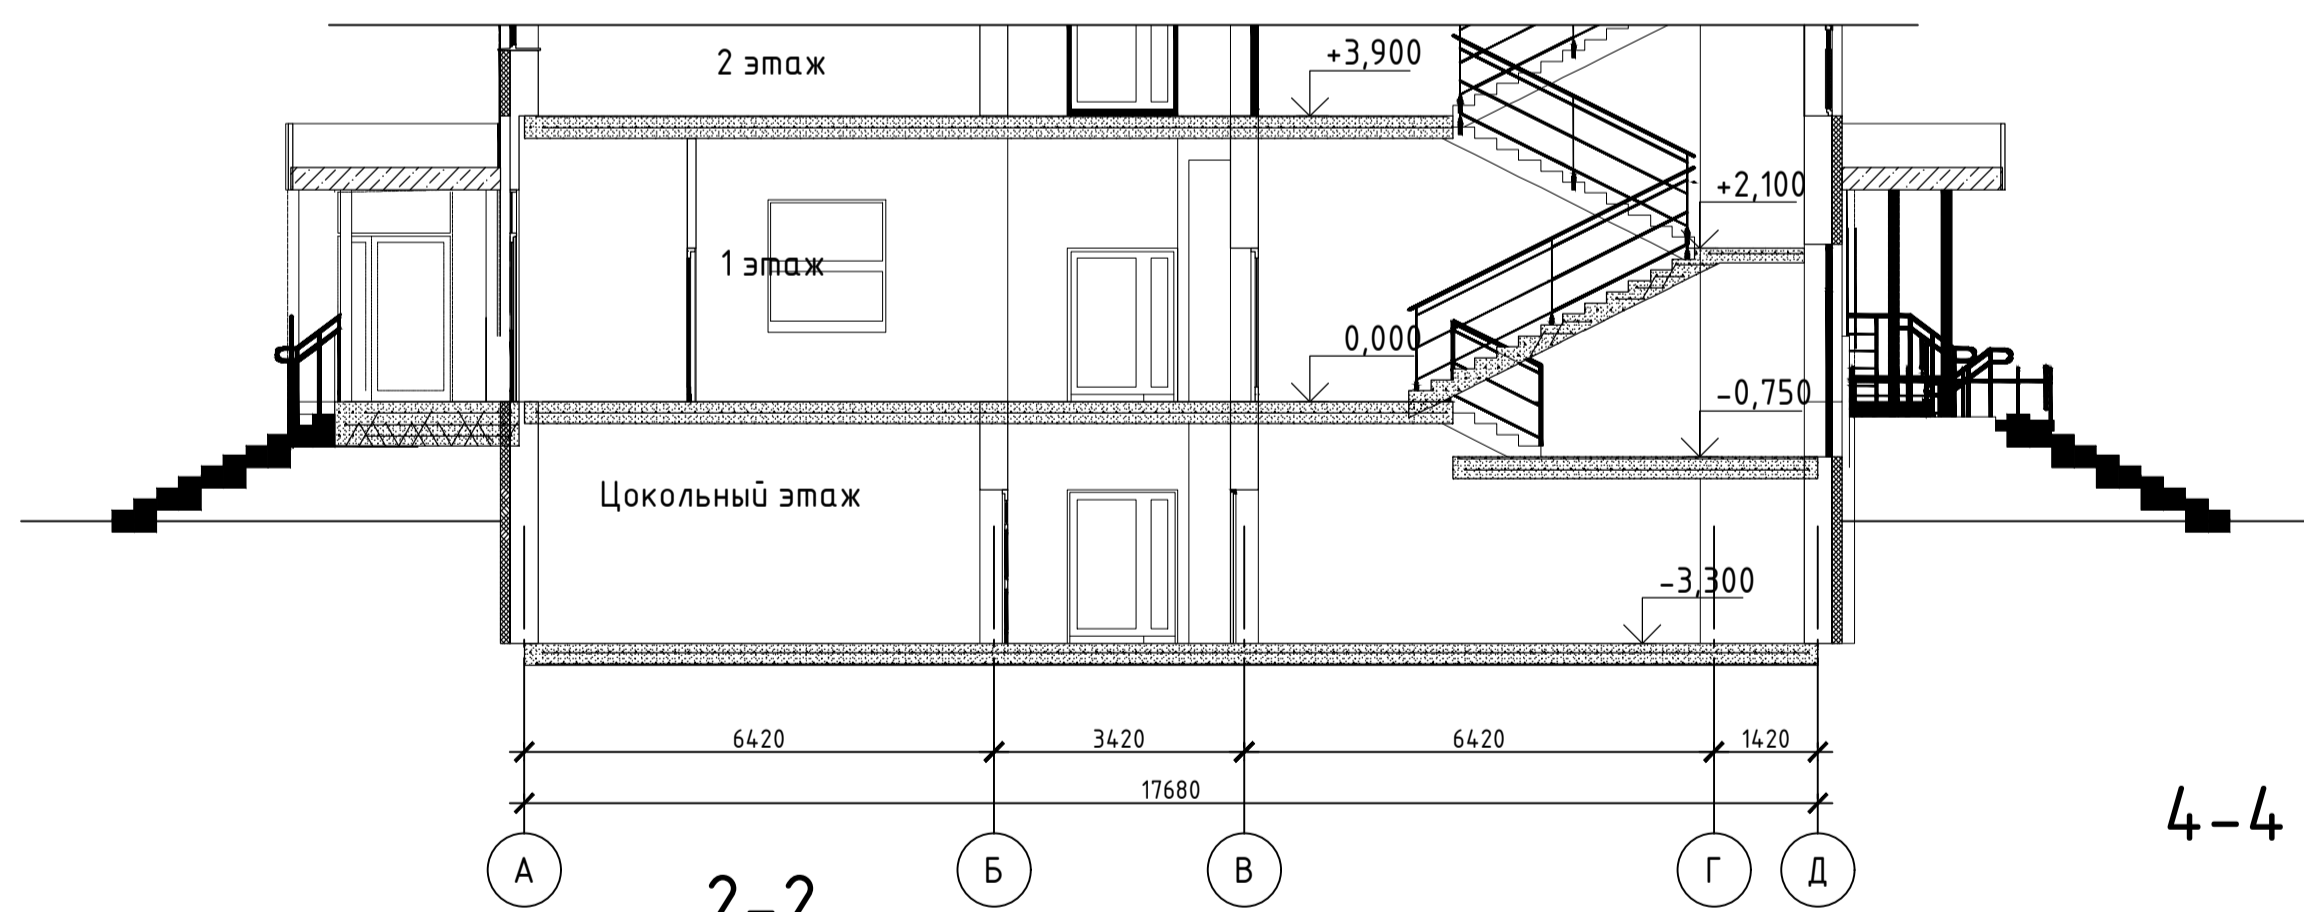 2 этаж
+3,900
+2,100
1 этаж
0,000
-0,750
Цокольный этаж
-3,300
6420
3420
6420
1420
17680
4-4
А
Б
В
Г
Д
2-2